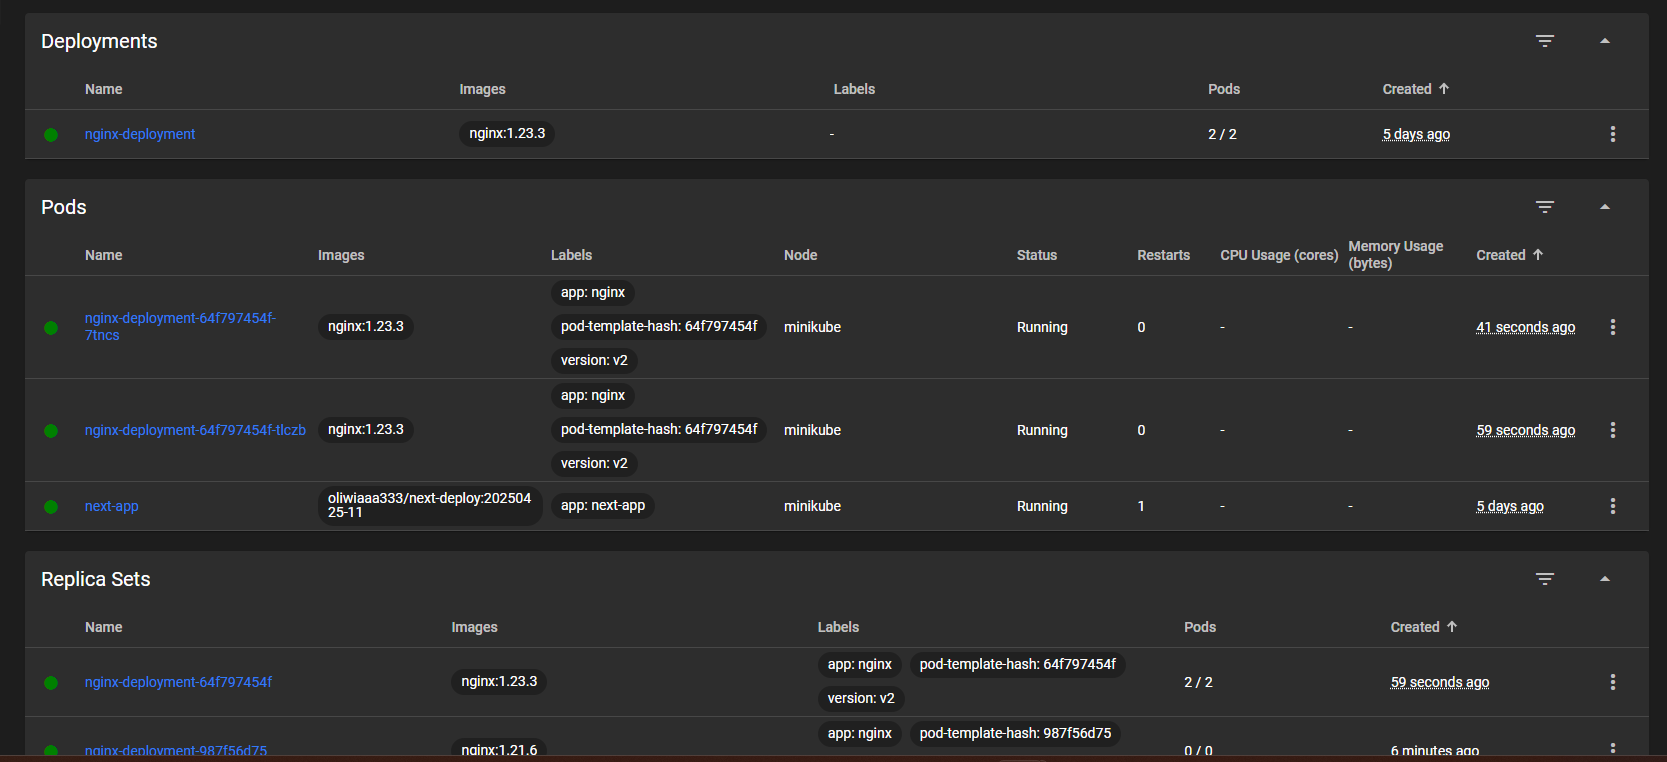 Deployments
Name Images Labels Pods Created
nginx-deployment nginx:1.23.3 - 2 / 2 5 days ago
Pods
Name Images Labels Node Status Restarts CPU Usage (cores) Memory Usage (bytes) Created
nginx-deployment-64f797454f-7tncs nginx:1.23.3 app: nginx pod-template-hash: 64f797454f version: v2 minikube Running 0 - - 41 seconds ago
nginx-deployment-64f797454f-tlczb nginx:1.23.3 app: nginx pod-template-hash: 64f797454f version: v2 minikube Running 0 - - 59 seconds ago
next-app oliwiaaa333/next-deploy:20250425-11 app: next-app minikube Running 1 - - 5 days ago
Replica Sets
Name Images Labels Pods Created
nginx-deployment-64f797454f nginx:1.23.3 app: nginx pod-template-hash: 64f797454f version: v2 2 / 2 59 seconds ago
nginx-deployment-987f56d75 nginx:1.21.6 app: nginx pod-template-hash: 987f56d75 0 / 0 6 minutes ago